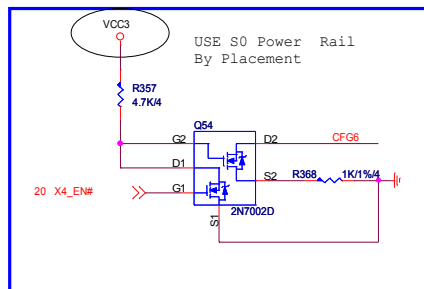 VCC3
USE S0 Power Rail
By Placement
R357
4.7K/4
Q54
G2
D2
CFG6
D1
S2
R368
1K/1%/4
20 X4_EN#
G1
S1
2N7002D